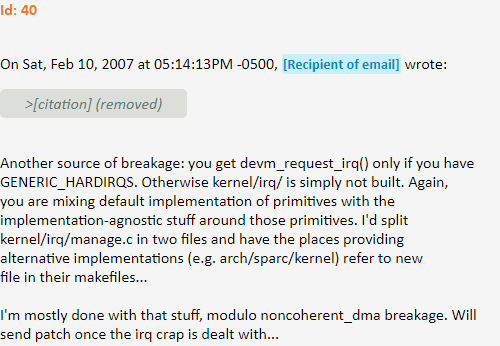 Id: 40
On Sat, Feb 10, 2007 at 05:14:13PM -0500, [Recipient of email] wrote:
>[citation] (removed)
Another source of breakage: you get devm_request_irq() only if you have
GENERIC_HARDIRQS. Otherwise kernel/irq/ is simply not built. Again,
you are mixing default implementation of primitives with the
implementation-agnostic stuff around those primitives. I'd split
kernel/irq/manage.c in two files and have the places providing
alternative implementations (e.g. arch/sparc/kernel) refer to new
file in their makefiles...
I'm mostly done with that stuff, modulo noncoherent_dma breakage. Will
send patch once the irq crap is dealt with...